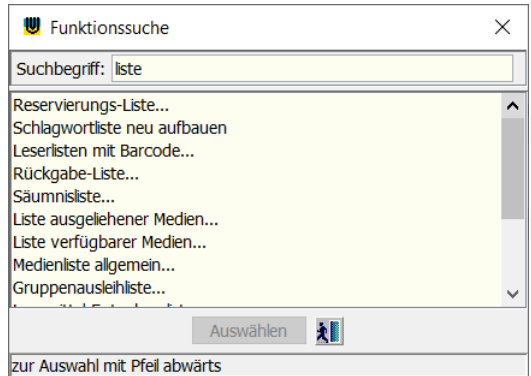 Funktionssuche
Suchbegriff: liste
Reservierungs-Liste...
Schlagwortliste neu aufbauen
Leserlisten mit Barcode...
Rückgabe-Liste...
Säumnisliste...
Liste ausgeliehener Medien...
Liste verfügbarer Medien...
Medienliste allgemein...
Gruppenausleihliste...
Auswählen
zur Auswahl mit Pfeil abwärts